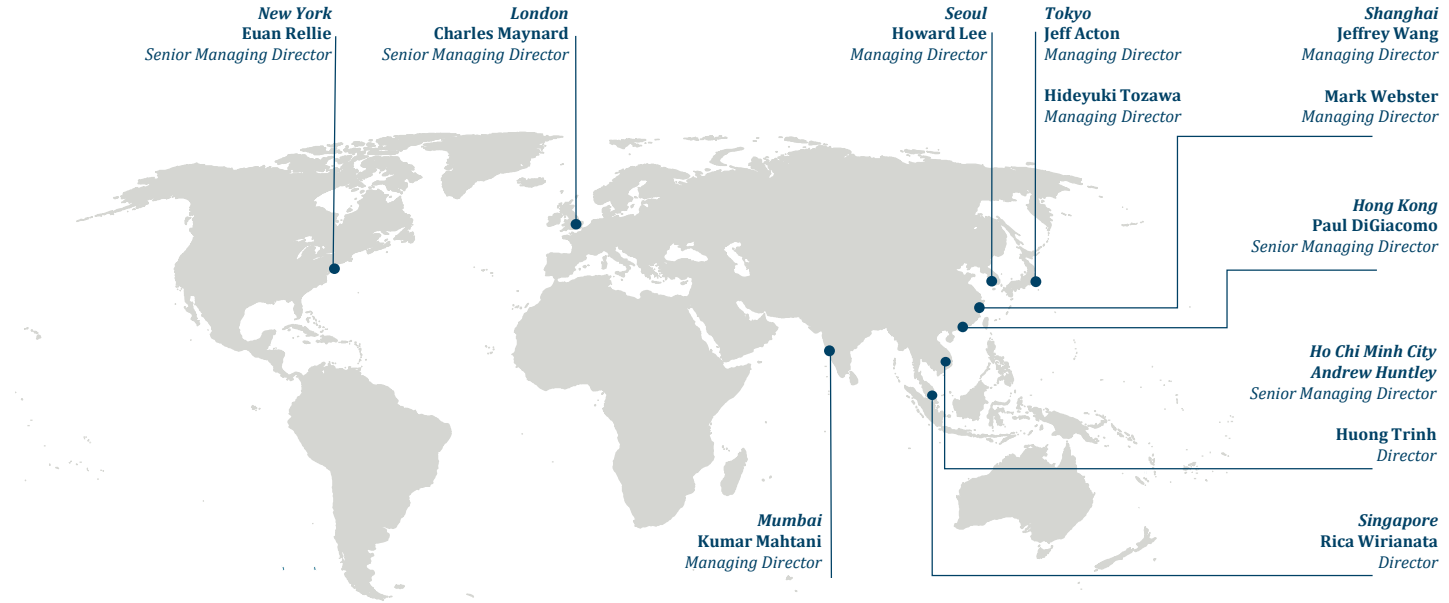 New York
Euan Rellie
Senior Managing Director
London
Charles Maynard
Senior Managing Director
Seoul
Howard Lee
Managing Director
Tokyo
Jeff Acton
Managing Director
Hideyuki Tozawa
Managing Director
Shanghai
Jeffrey Wang
Managing Director
Mark Webster
Managing Director
Hong Kong
Paul DiGiacomo
Senior Managing Director
Ho Chi Minh City
Andrew Huntley
Senior Managing Director
Huong Trinh
Director
Mumbai
Kumar Mahtani
Managing Director
Singapore
Rica Wirianata
Director